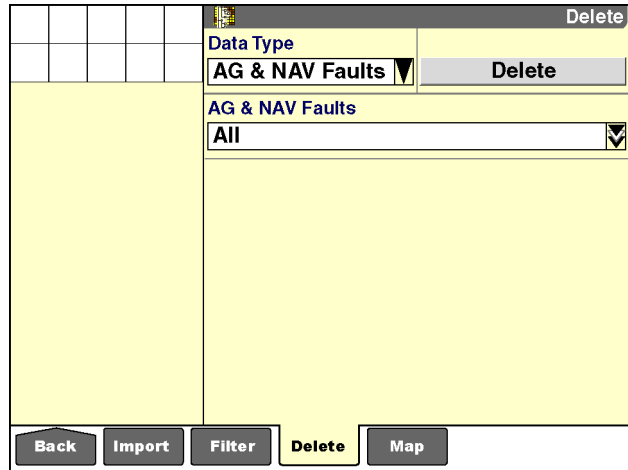 Delete
Data Type
AG & NAV Faults
Delete
AG & NAV Faults
All
Back Import Filter Delete Map